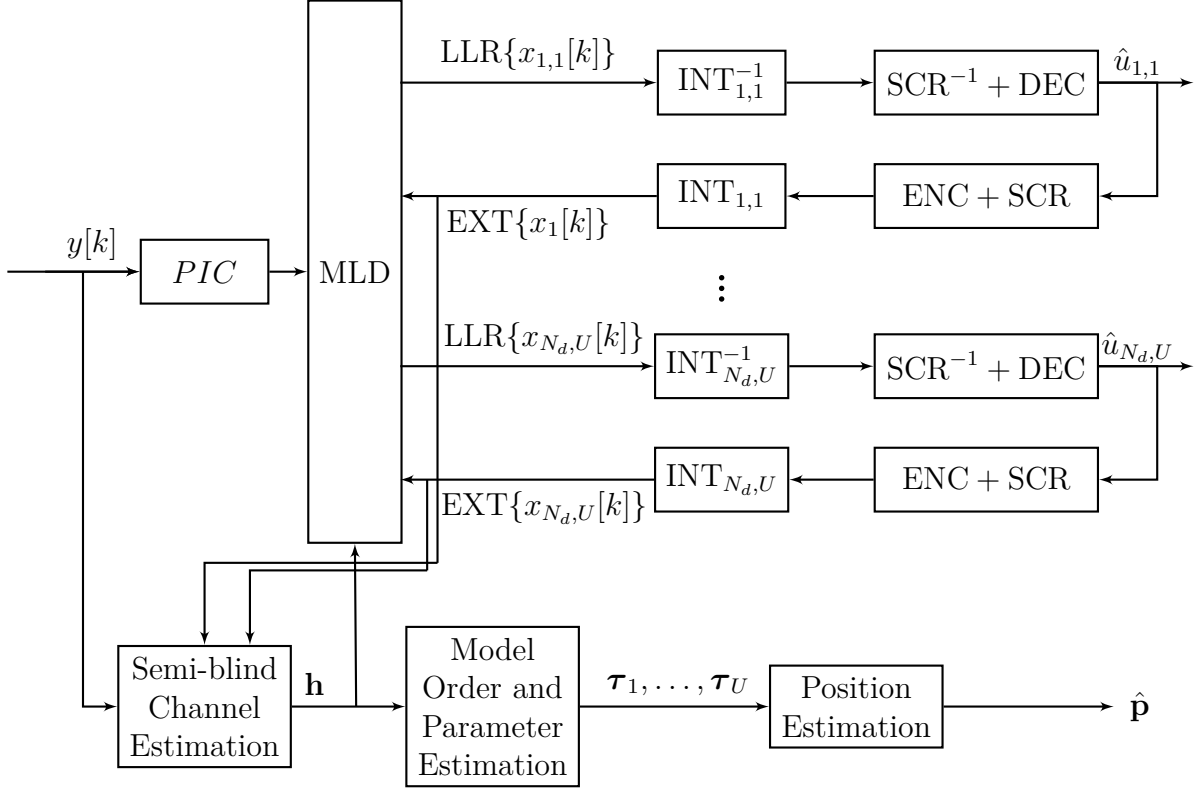 LLR{x_{1,1}[k]}
INT_{1,1}^{-1}
SCR^{-1} + DEC
û_{1,1}
EXT{x_1[k]}
INT_{1,1}
ENC + SCR
y[k]
PIC
MLD
⋮
LLR{x_{N_d,U}[k]}
INT_{N_d,U}^{-1}
SCR^{-1} + DEC
û_{N_d,U}
EXT{x_{N_d,U}[k]}
INT_{N_d,U}
ENC + SCR
Semi-blind
Channel
Estimation
h
Model
Order and
Parameter
Estimation
τ_1, . . . , τ_U
Position
Estimation
p̂